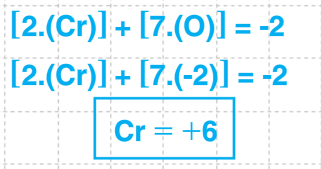 [2.(Cr)] + [7.(O)] = -2
[2.(Cr)] + [7.(-2)] = -2
Cr = +6